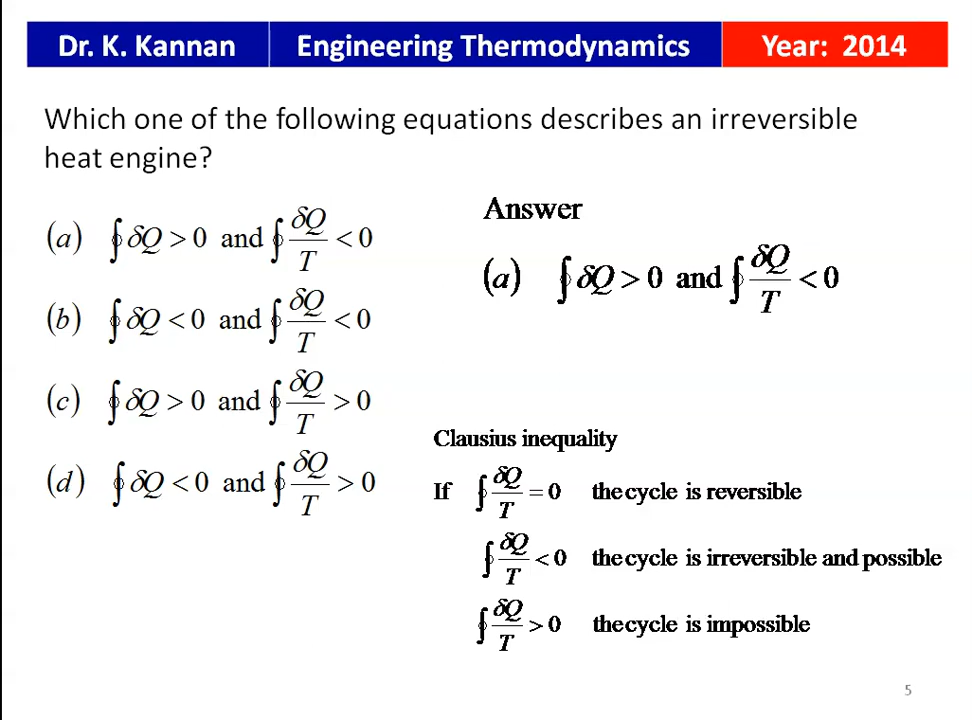 Dr. K. Kannan Engineering Thermodynamics Year: 2014
Which one of the following equations describes an irreversible
heat engine?
(a) ∮ δQ > 0 and ∮ δQ/T < 0
(b) ∮ δQ < 0 and ∮ δQ/T < 0
(c) ∮ δQ > 0 and ∮ δQ/T > 0
(d) ∮ δQ < 0 and ∮ δQ/T > 0
Answer
(a) ∮ δQ > 0 and ∮ δQ/T < 0
Clausius inequality
If ∮ δQ/T = 0 the cycle is reversible
∮ δQ/T < 0 the cycle is irreversible and possible
∮ δQ/T > 0 the cycle is impossible
5